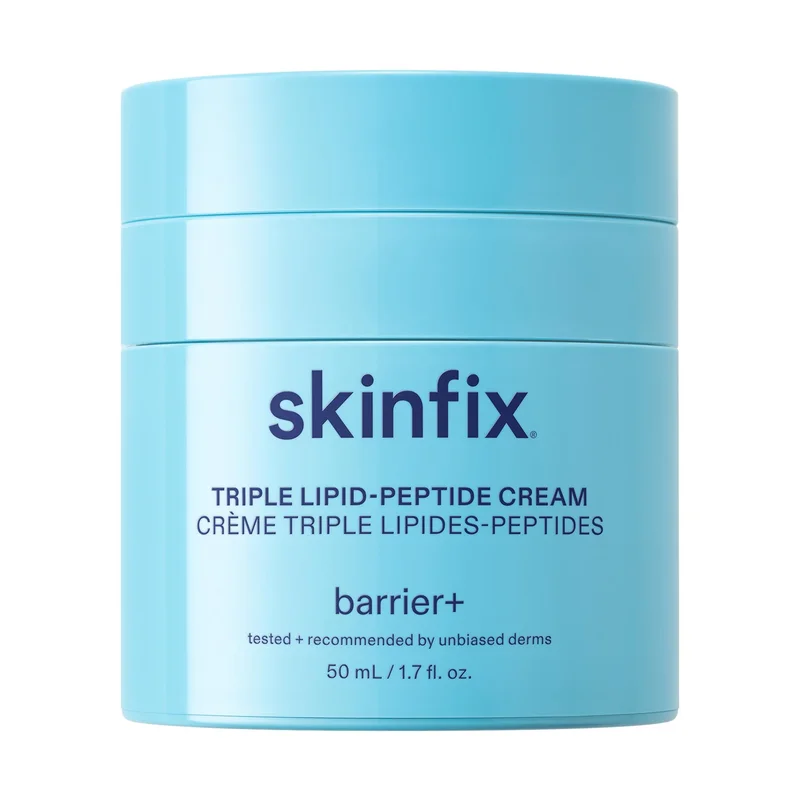 skinfix®
TRIPLE LIPID-PEPTIDE CREAM
CRÈME TRIPLE LIPIDES-PEPTIDES
barrier+
tested + recommended by unbiased derms
50 mL / 1.7 fl. oz.